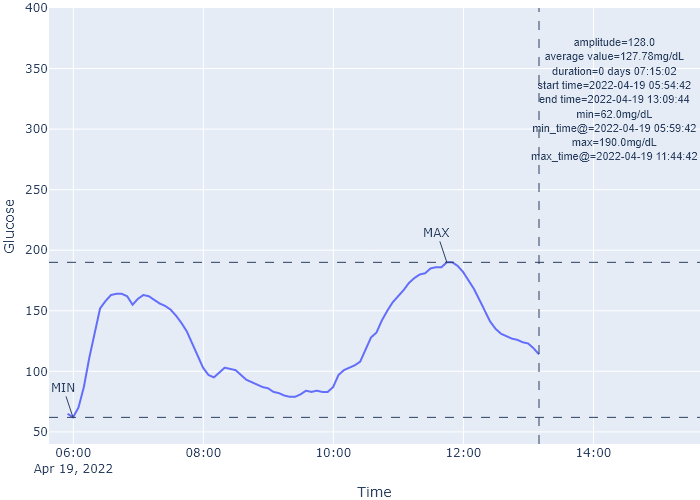 400
amplitude=128.0
average value=127.78mg/dL
350
duration=0 days 07:15:02
start time=2022-04-19 05:54:42
end time=2022-04-19 13:09:44
min=62.0mg/dL
300
min_time@=2022-04-19 05:59:42
max=190.0mg/dL
max_time@=2022-04-19 11:44:42
250
Glucose
MAX
200
150
100
MIN
50
06:00
08:00
10:00
12:00
14:00
Apr 19, 2022
Time